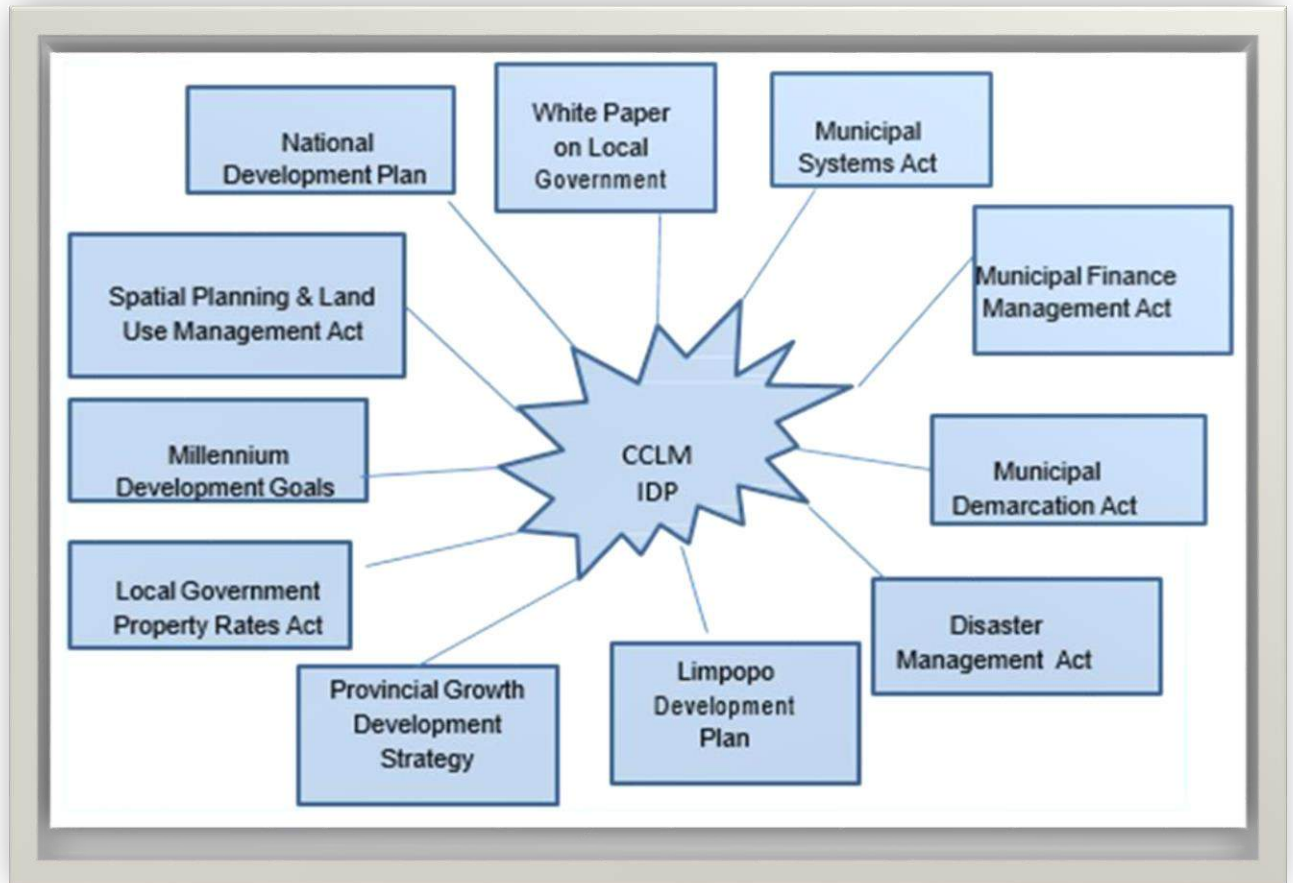 National
Development Plan
White Paper
on Local
Government
Municipal
Systems Act
Spatial Planning & Land
Use Management Act
Municipal Finance
Management Act
Millennium
Development Goals
CCLM
IDP
Municipal
Demarcation Act
Local Government
Property Rates Act
Disaster
Management Act
Provincial Growth
Development
Strategy
Limpopo
Development
Plan